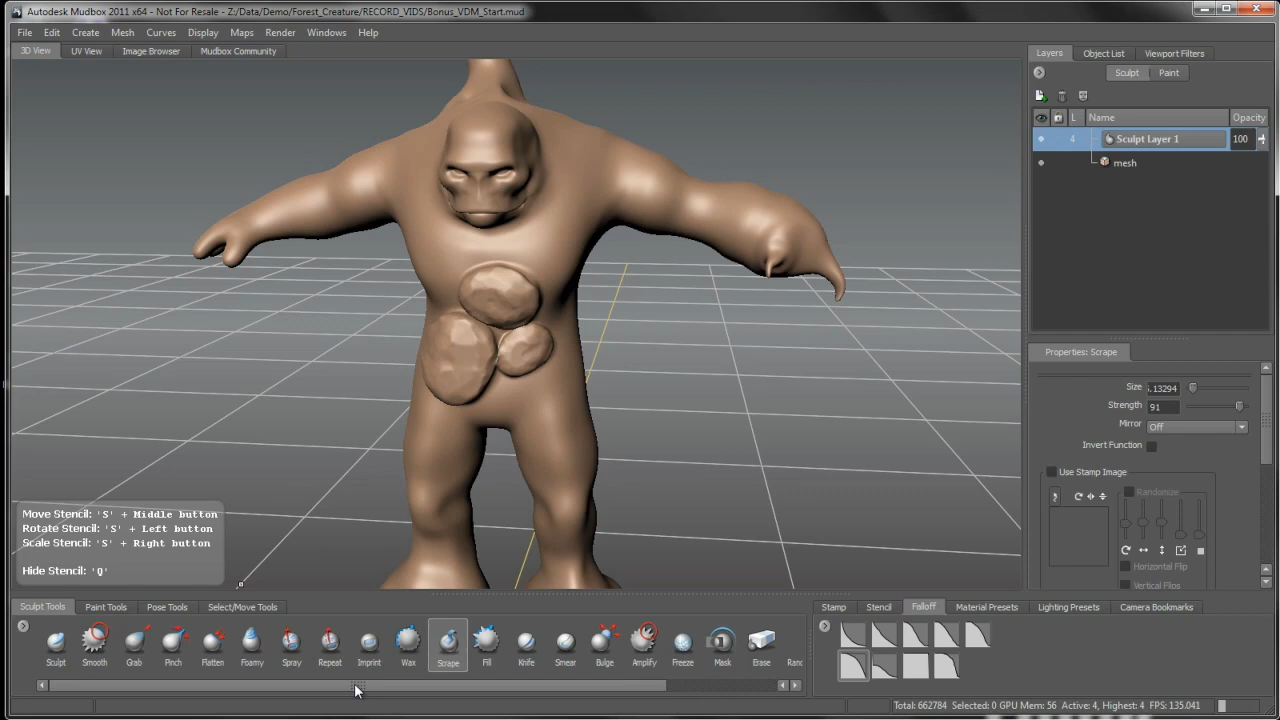 Autodesk Mudbox 2011 x64 - Not For Resale - Z:/Data/Demo/Forest_Creature/RECORD_VIDS/Bonus_VDM_Start.mud
File Edit Create Mesh Curves Display Maps Render Windows Help
3D View UV View Image Browser Mudbox Community
Layers Object List Viewport Filters
Sculpt Paint
L Name Opacity
4 Sculpt Layer 1 100
mesh
Properties: Scrape
Size .13294
Strength 91
Mirror Off
Invert Function
Use Stamp Image
Randomize
Horizontal Flip
Vertical Flips
Move Stencil: 'S' + Middle button
Rotate Stencil: 'S' + Left button
Scale Stencil: 'S' + Right button
Hide Stencil: 'Q'
Sculpt Tools Paint Tools Pose Tools Select/Move Tools
Sculpt Smooth Grab Pinch Flatten Foamy Spray Repeat Imprint Wax Scrape Fill Knife Smear Bulge Amplify Freeze Mask Erase Ranc
Stamp Stencil Falloff Material Presets Lighting Presets Camera Bookmarks
Total: 662784 Selected: 0 GPU Mem: 56 Active: 4, Highest: 4 FPS: 135.041